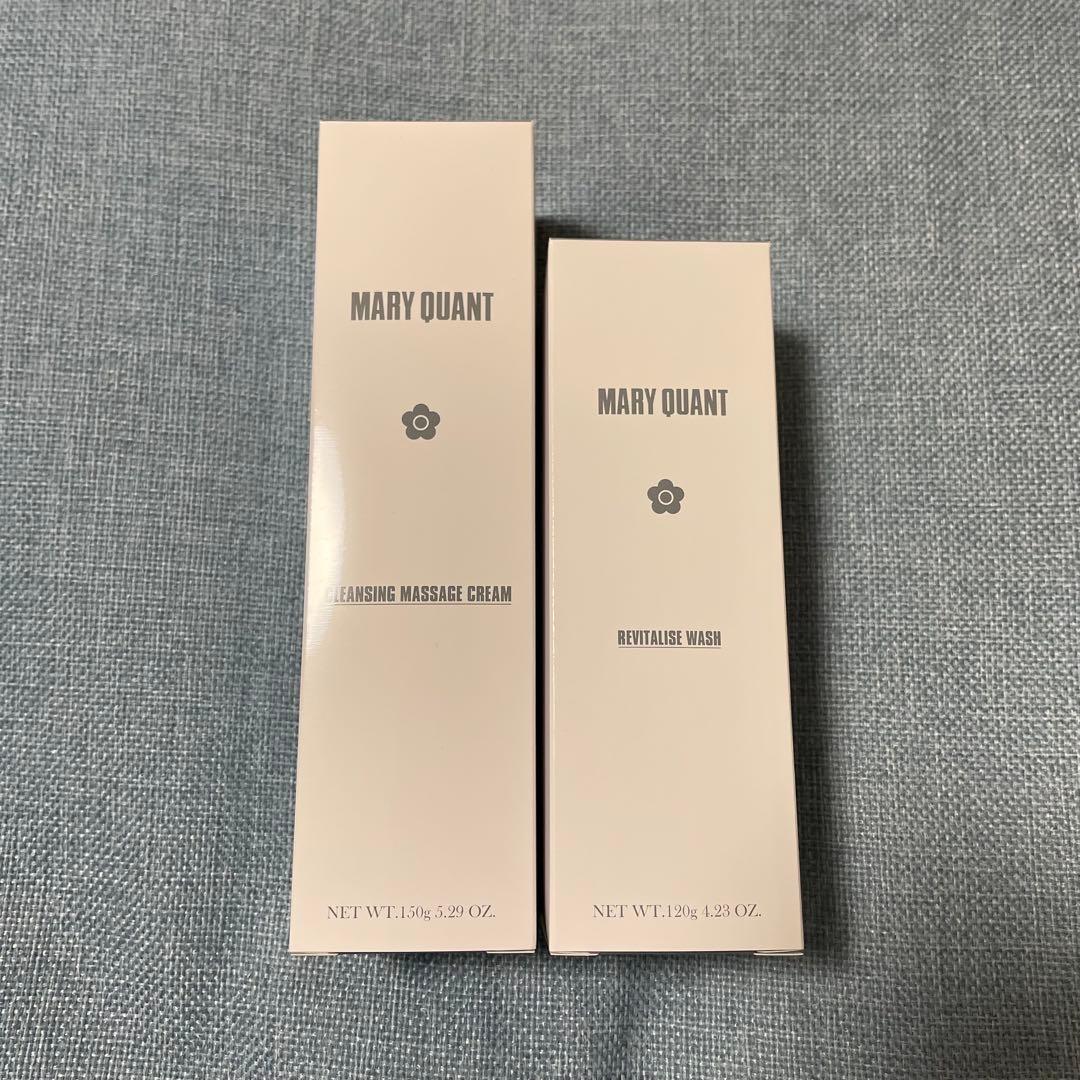 MARY QUANT
CLEANSING MASSAGE CREAM
NET WT.150g 5.29 OZ.
MARY QUANT
REVITALISE WASH
NET WT.120g 4.23 OZ.